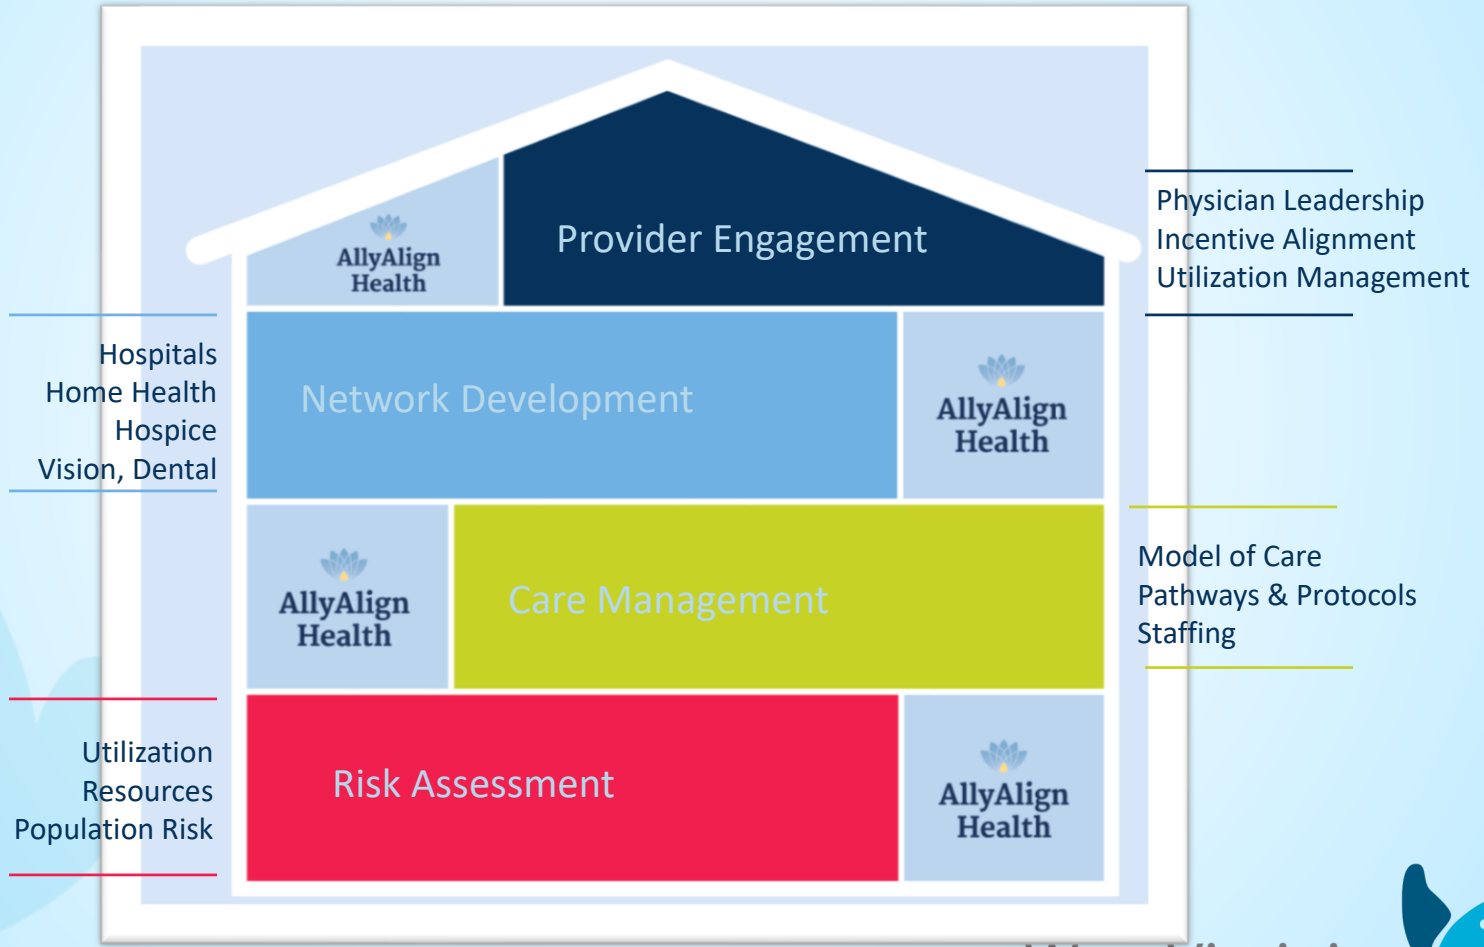 Provider Engagement
AllyAlign
Health
Physician Leadership
Incentive Alignment
Utilization Management
Hospitals
Home Health
Hospice
Vision, Dental
Network Development
AllyAlign
Health
AllyAlign
Health
Care Management
Model of Care
Pathways & Protocols
Staffing
Utilization
Resources
Population Risk
Risk Assessment
AllyAlign
Health